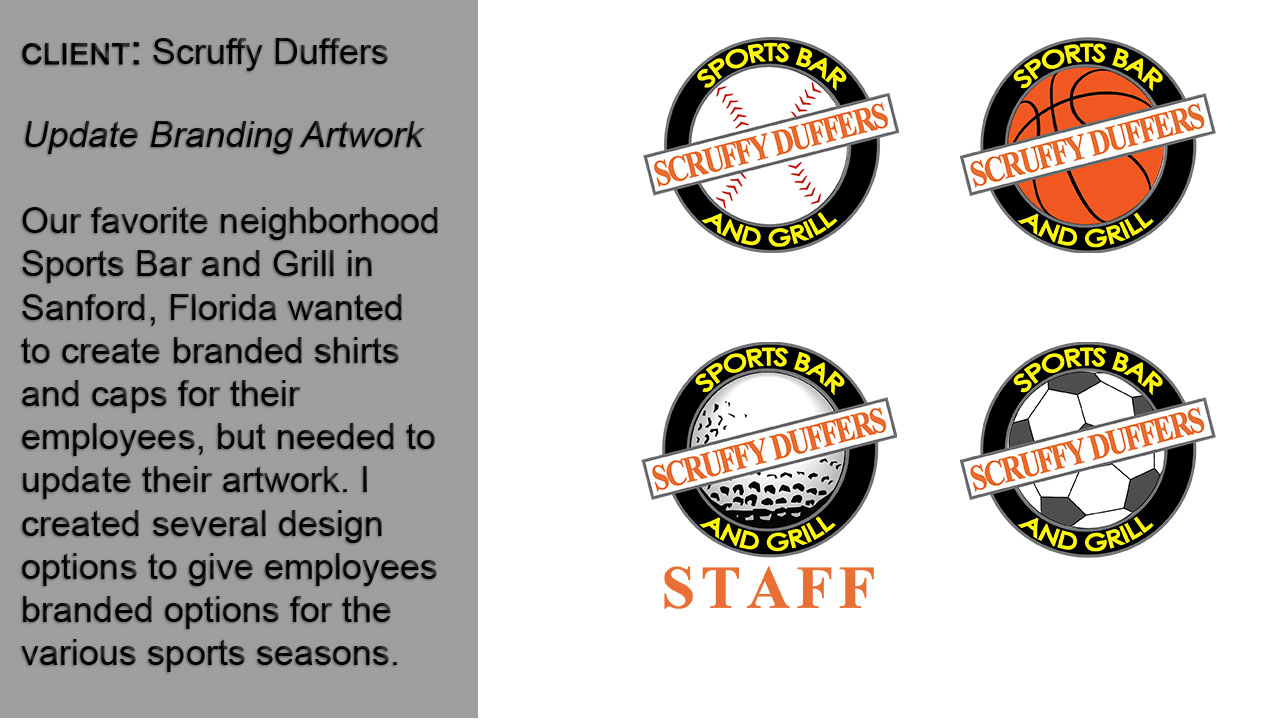 CLIENT: Scruffy Duffers
Update Branding Artwork
Our favorite neighborhood
Sports Bar and Grill in
Sanford, Florida wanted
to create branded shirts
and caps for their
employees, but needed to
update their artwork. I
created several design
options to give employees
branded options for the
various sports seasons.
SPORTS BAR
SCRUFFY DUFFERS
AND GRILL
SPORTS BAR
SCRUFFY DUFFERS
AND GRILL
SPORTS BAR
SCRUFFY DUFFERS
AND GRILL
STAFF
SPORTS BAR
SCRUFFY DUFFERS
AND GRILL